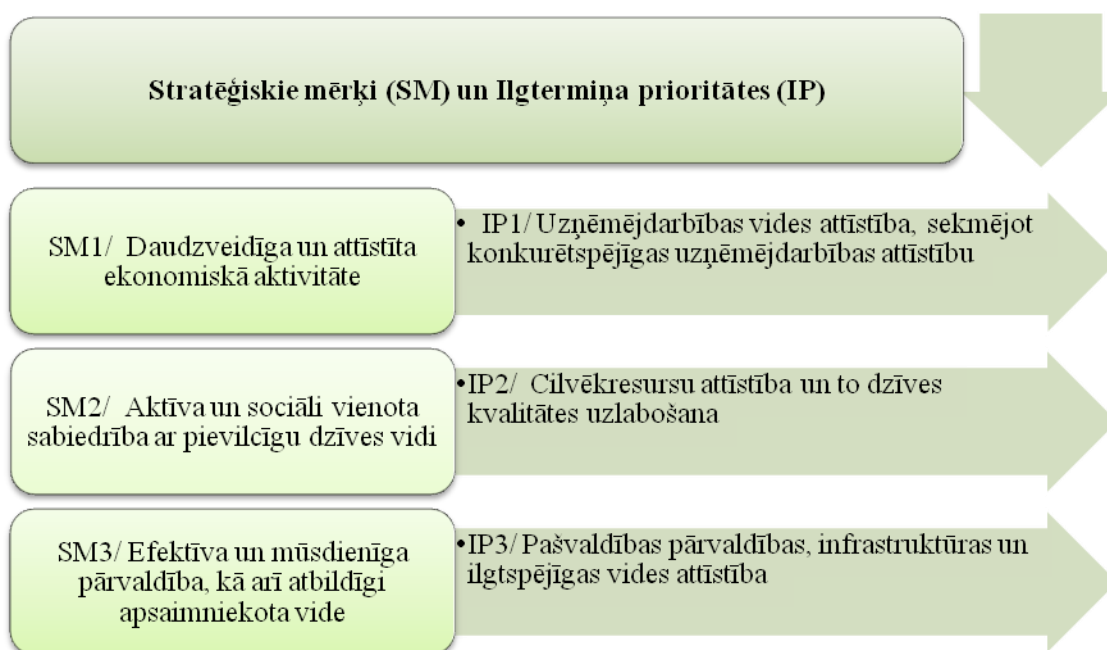 Stratēģiskie mērķi (SM) un Ilgtermiņa prioritātes (IP)
SM1/ Daudzveidīga un attīstīta
ekonomiskā aktivitāte
• IP1/ Uzņēmējdarbības vides attīstība, sekmējot
konkurētspējīgas uzņēmējdarbības attīstību
SM2/ Aktīva un sociāli vienota
sabiedrība ar pievilcīgu dzīves vidi
•IP2/ Cilvēkresursu attīstība un to dzīves
kvalitātes uzlabošana
SM3/ Efektīva un mūsdienīga
pārvaldība, kā arī atbildīgi
apsaimniekota vide
•IP3/ Pašvaldības pārvaldības, infrastruktūras un
ilgtspējīgas vides attīstība